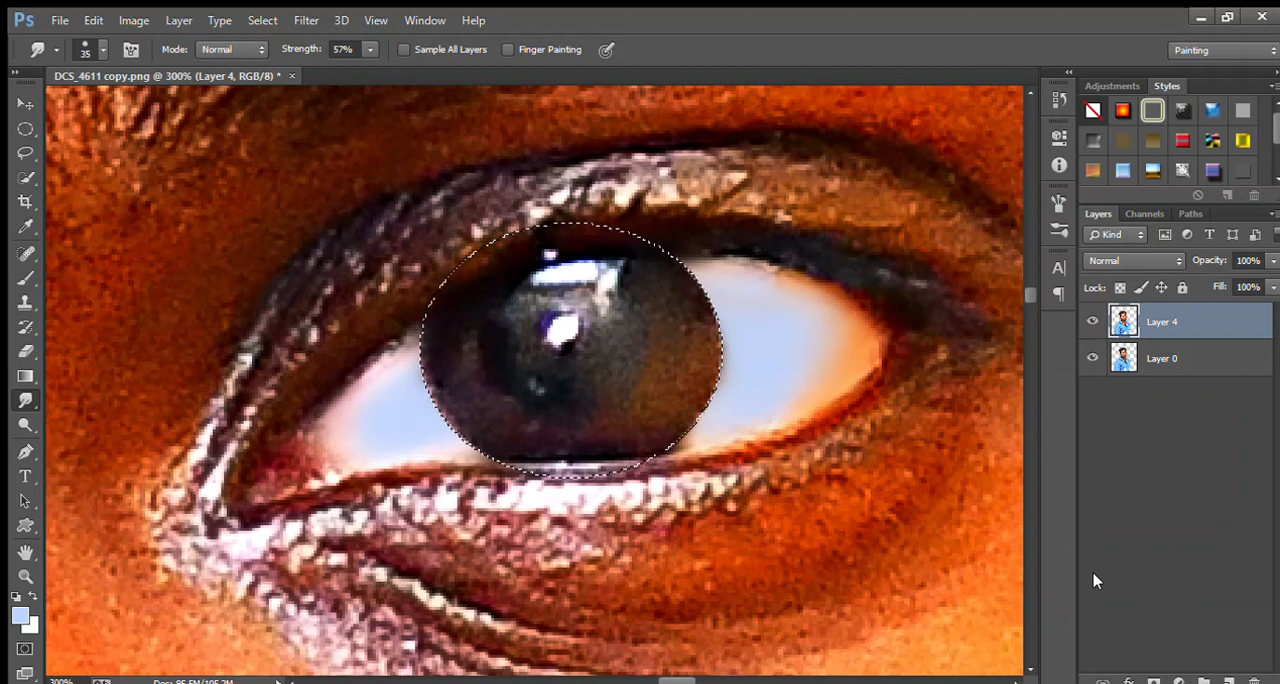 Ps File Edit Image Layer Type Select Filter 3D View Window Help
35 Mode: Normal Strength: 57% Sample All Layers Finger Painting Painting
DCS_4611 copy.png @ 300% (Layer 4, RGB/8) * ×
Adjustments Styles
Layers Channels Paths
Kind
Normal Opacity: 100%
Lock: Fill: 100%
Layer 4
Layer 0
300%